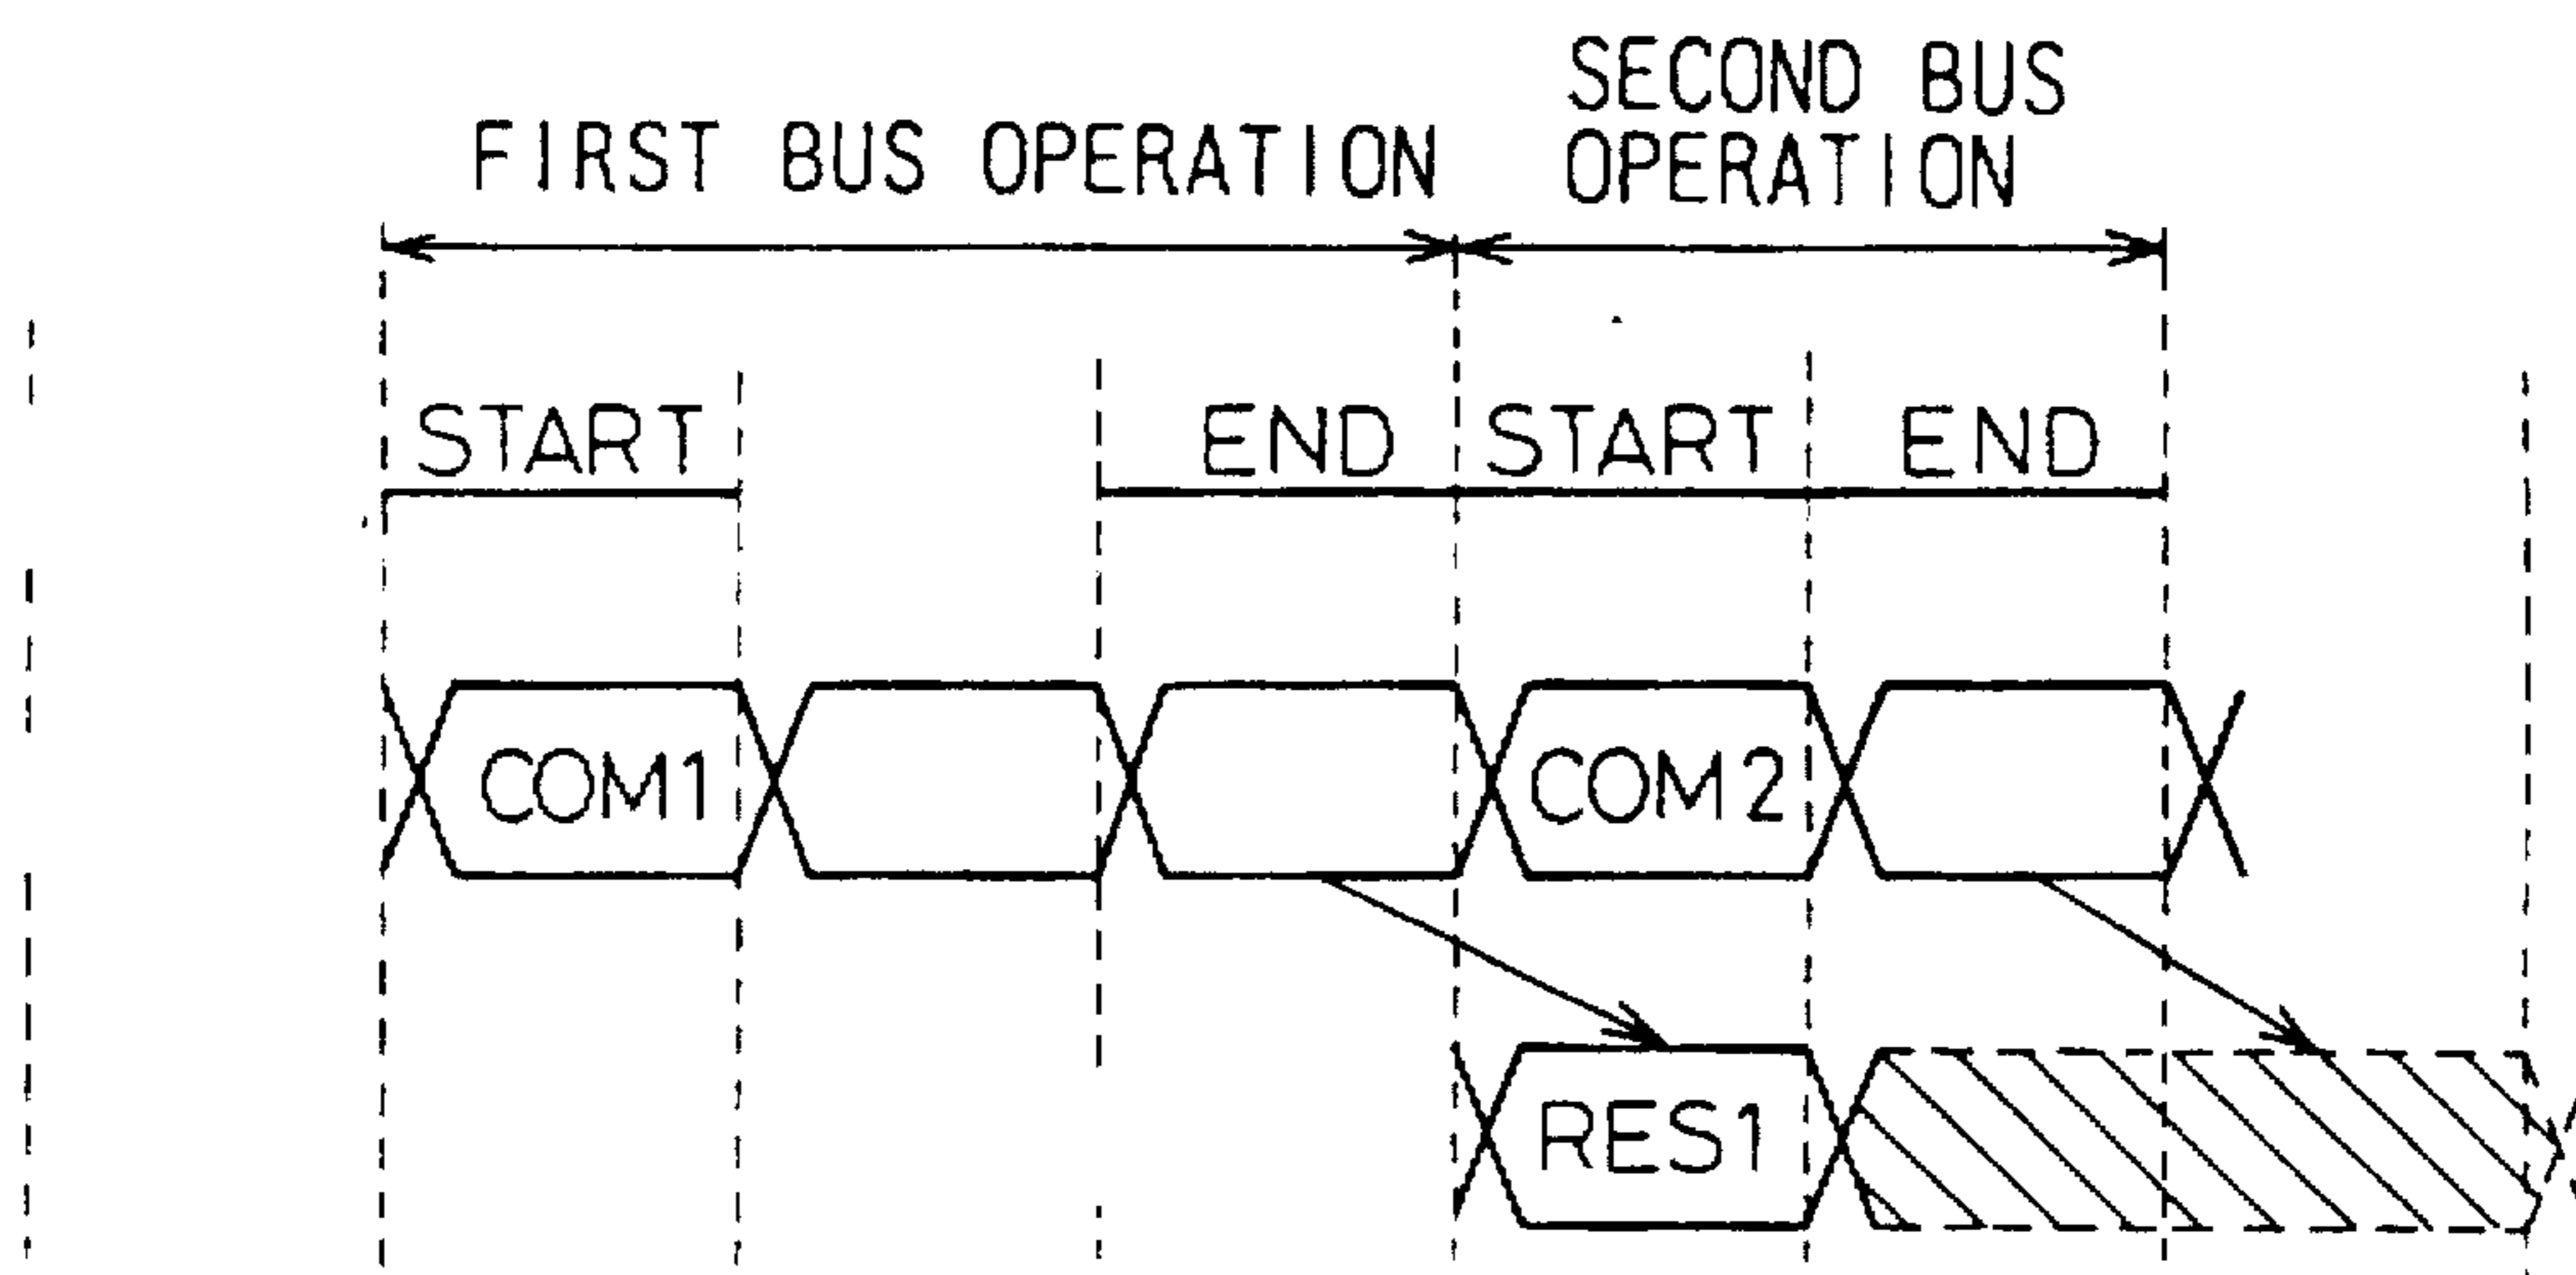 FIRST BUS OPERATION
SECOND BUS
OPERATION
START
END
START
END
COM1
COM2
RES1